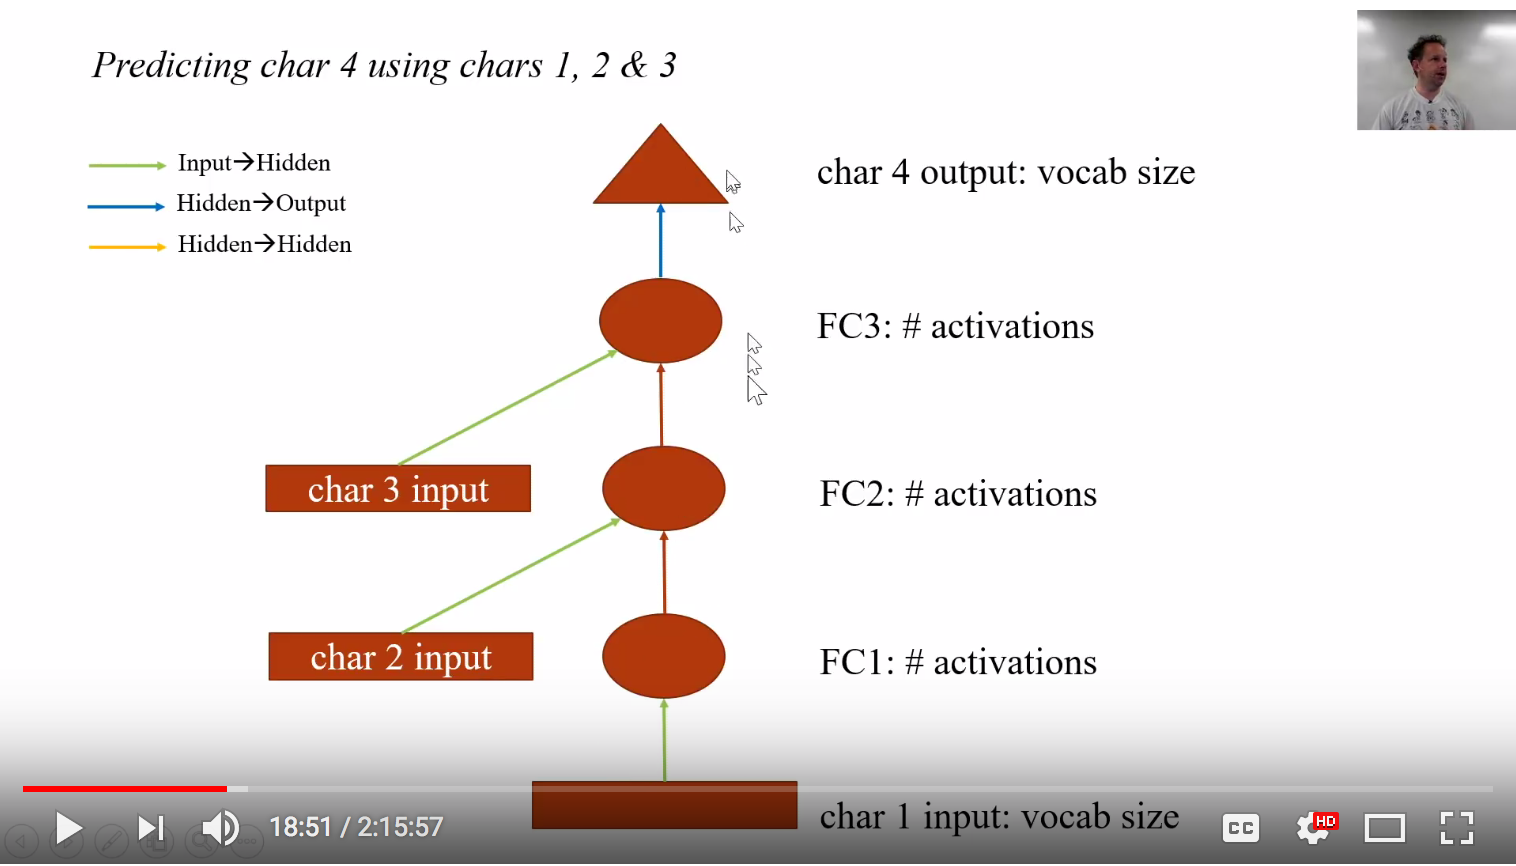 Predicting char 4 using chars 1, 2 & 3
Input→Hidden
Hidden→Output
Hidden→Hidden
char 4 output: vocab size
FC3: # activations
char 3 input
FC2: # activations
char 2 input
FC1: # activations
char 1 input: vocab size
18:51 / 2:15:57
CC
HD